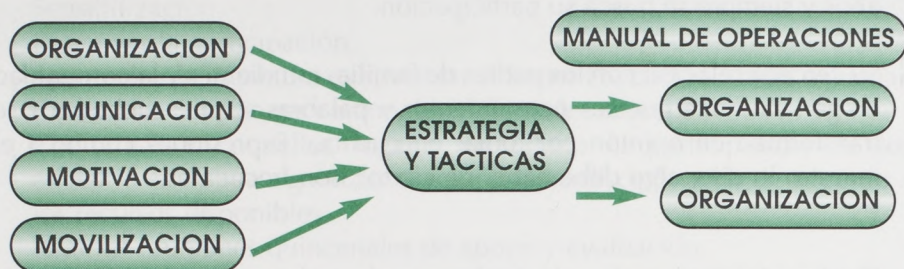 ORGANIZACION
COMUNICACION
MOTIVACION
MOVILIZACION
ESTRATEGIA
Y TACTICAS
MANUAL DE OPERACIONES
ORGANIZACION
ORGANIZACION